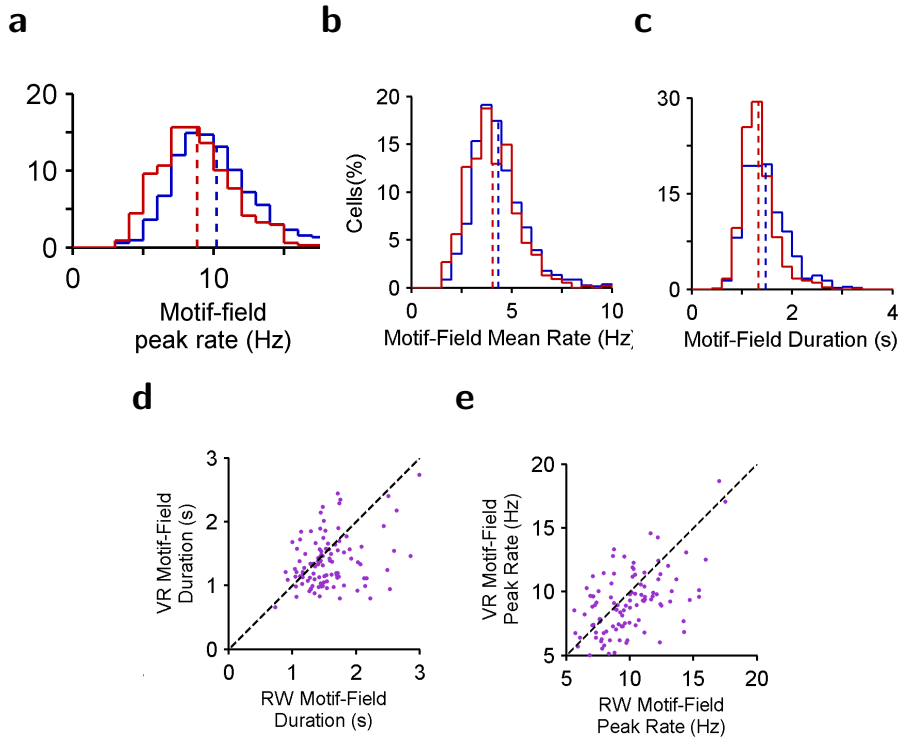 a
b
c
20
10
0
0
10
Motif-field
peak rate (Hz)
Cells(%)
20
15
10
5
0
0
5
10
Motif-Field Mean Rate (Hz)
30
15
0
0
2
4
Motif-Field Duration (s)
d
e
VR Motif-Field
Duration (s)
3
2
1
0
0
1
2
3
RW Motif-Field
Duration (s)
VR Motif-Field
Peak Rate (Hz)
20
15
10
5
5
10
15
20
RW Motif-Field
Peak Rate (Hz)